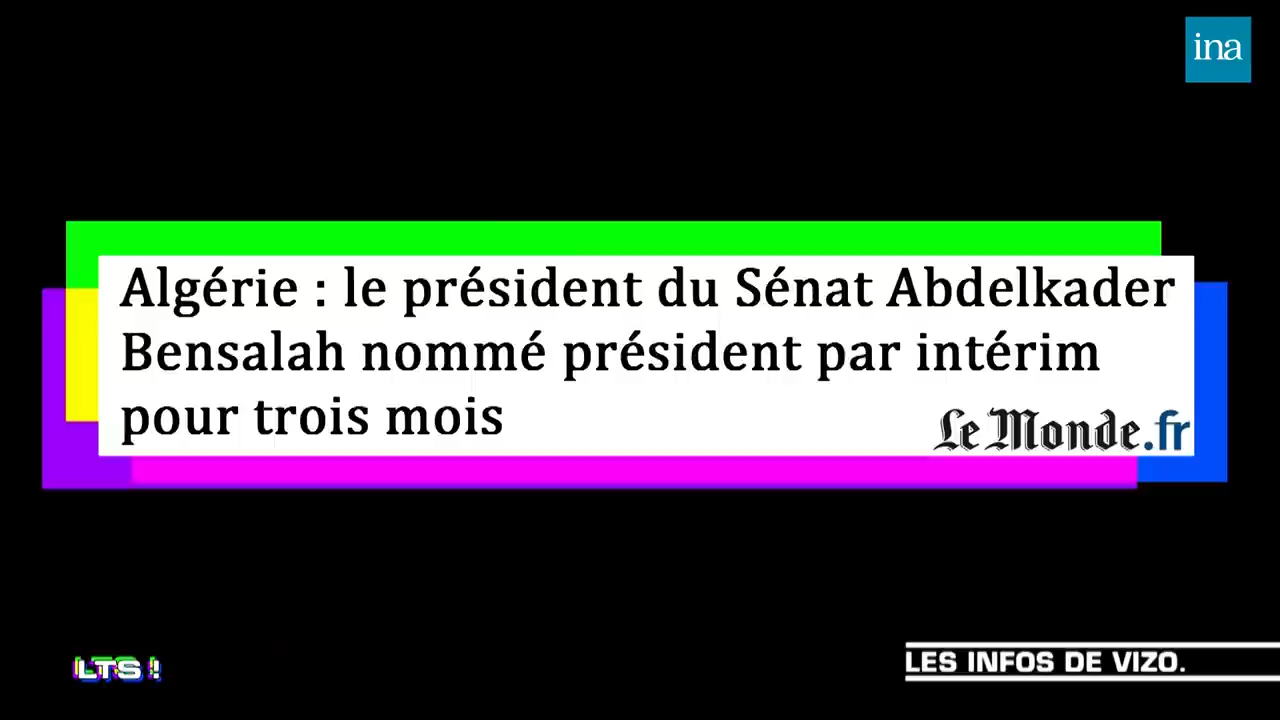 ina
Algérie : le président du Sénat Abdelkader
Bensalah nommé président par intérim
pour trois mois
Le Monde.fr
LTS !
LES INFOS DE VIZO.